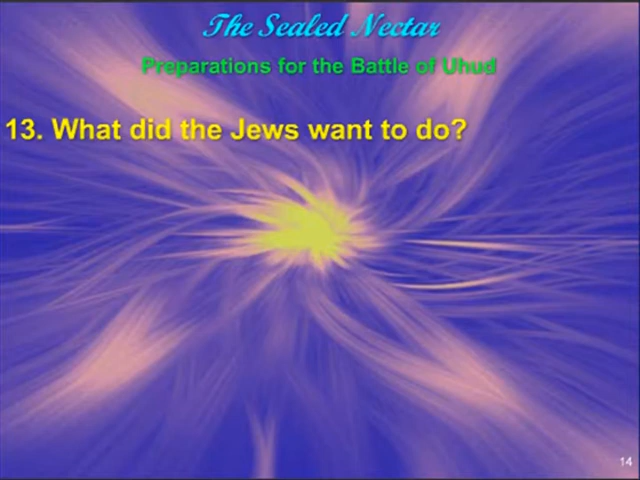 The Sealed Nectar
Preparations for the Battle of Uhud
13. What did the Jews want to do?
14